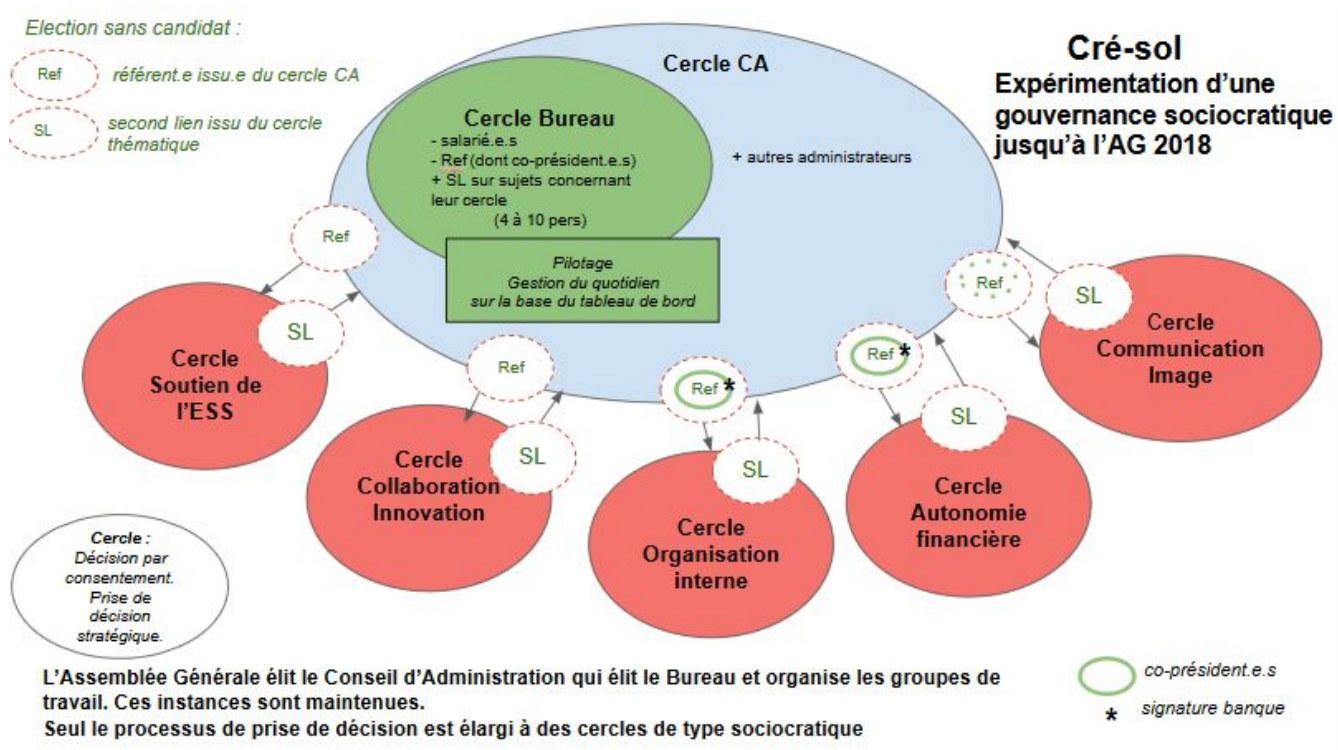 Election sans candidat :
Ref
référent.e issu.e du cercle CA
SL
second lien issu du cercle
thématique
Cré-sol
Expérimentation d'une
gouvernance sociocratique
jusqu'à l'AG 2018
Cercle CA
Cercle Bureau
- salarié.e.s
- Ref (dont co-président.e.s)
+ SL sur sujets concernant
leur cercle
(4 à 10 pers)
+ autres administrateurs
Pilotage
Gestion du quotidien
sur la base du tableau de bord
Ref
SL
Cercle
Soutien de
l'ESS
Ref
SL
Cercle
Collaboration
Innovation
Ref *
SL
Cercle
Organisation
interne
Ref *
SL
Cercle
Autonomie
financière
Ref
SL
Cercle
Communication
Image
Cercle :
Décision par
consentement.
Prise de
décision
stratégique.
L'Assemblée Générale élit le Conseil d'Administration qui élit le Bureau et organise les groupes de
travail. Ces instances sont maintenues.
Seul le processus de prise de décision est élargi à des cercles de type sociocratique
co-président.e.s
* signature banque